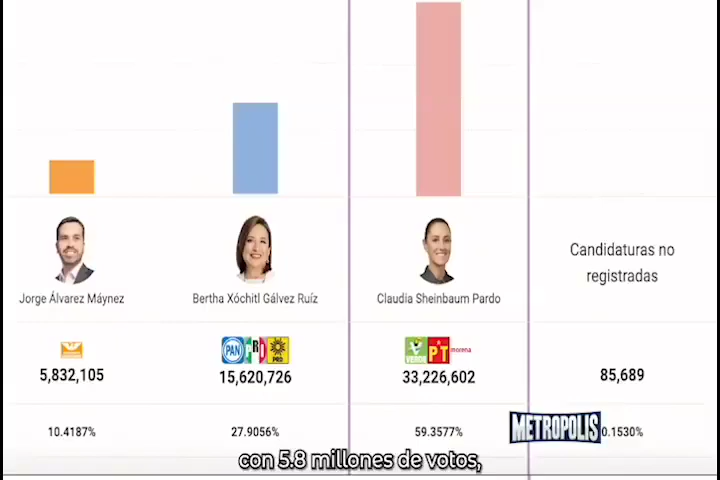 Jorge Álvarez Máynez
Bertha Xóchitl Gálvez Ruíz
Claudia Sheinbaum Pardo
Candidaturas no
registradas
PAN
PRI
PRD
VERDE
PT
morena
5,832,105
15,620,726
33,226,602
85,689
10.4187%
27.9056%
59.3577%
0.1530%
METROPOLIS
con 5.8 millones de votos,